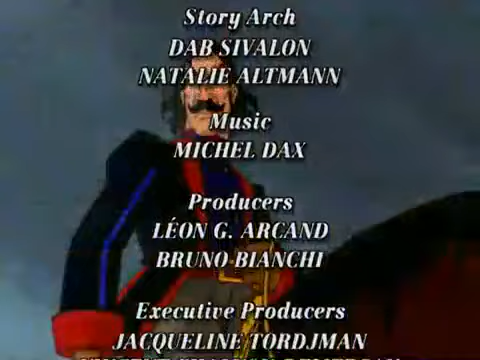 Story Arch
DAB SIVALON
NATALIE ALTMANN
Music
MICHEL DAX
Producers
LÉON G. ARCAND
BRUNO BIANCHI
Executive Producers
JACQUELINE TORDJMAN